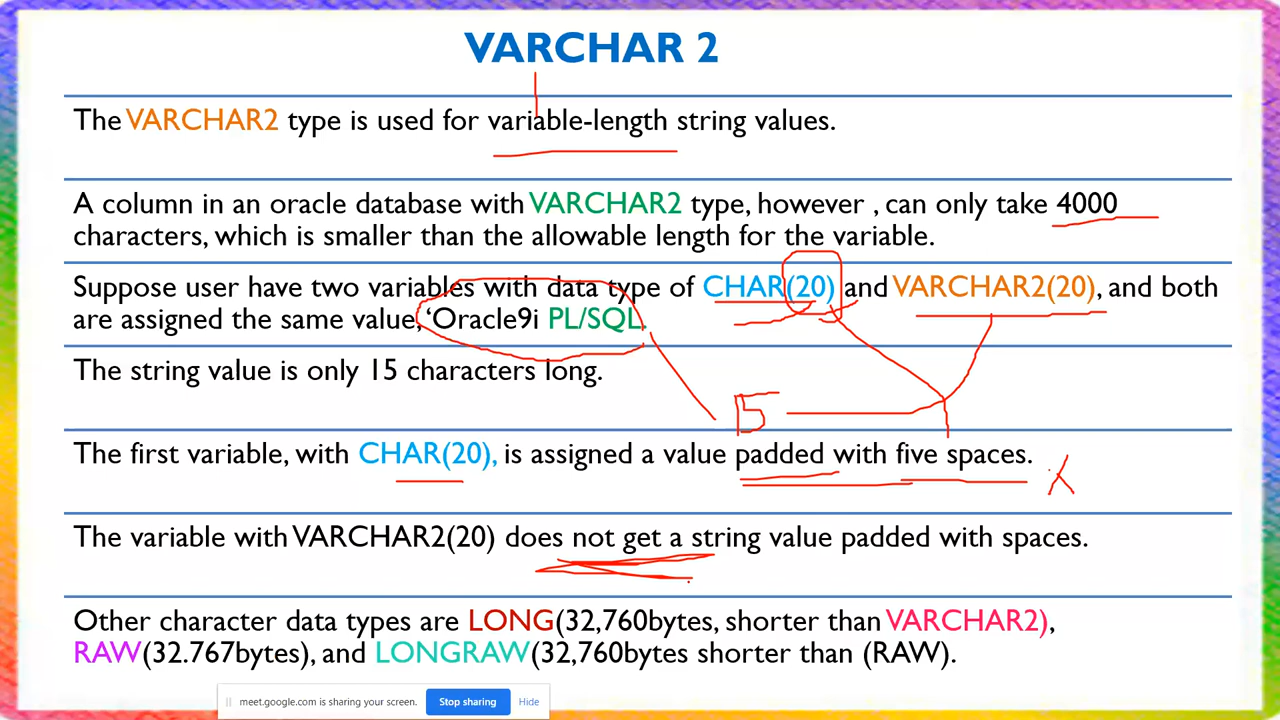 VARCHAR 2
The VARCHAR2 type is used for variable-length string values.
A column in an oracle database with VARCHAR2 type, however , can only take 4000
characters, which is smaller than the allowable length for the variable.
Suppose user have two variables with data type of CHAR(20) and VARCHAR2(20), and both
are assigned the same value, ‘Oracle9i PL/SQL.
The string value is only 15 characters long.
15
The first variable, with CHAR(20), is assigned a value padded with five spaces.
The variable with VARCHAR2(20) does not get a string value padded with spaces.
Other character data types are LONG(32,760bytes, shorter than VARCHAR2),
RAW(32.767bytes), and LONGRAW(32,760bytes shorter than (RAW).
meet.google.com is sharing your screen. Stop sharing Hide